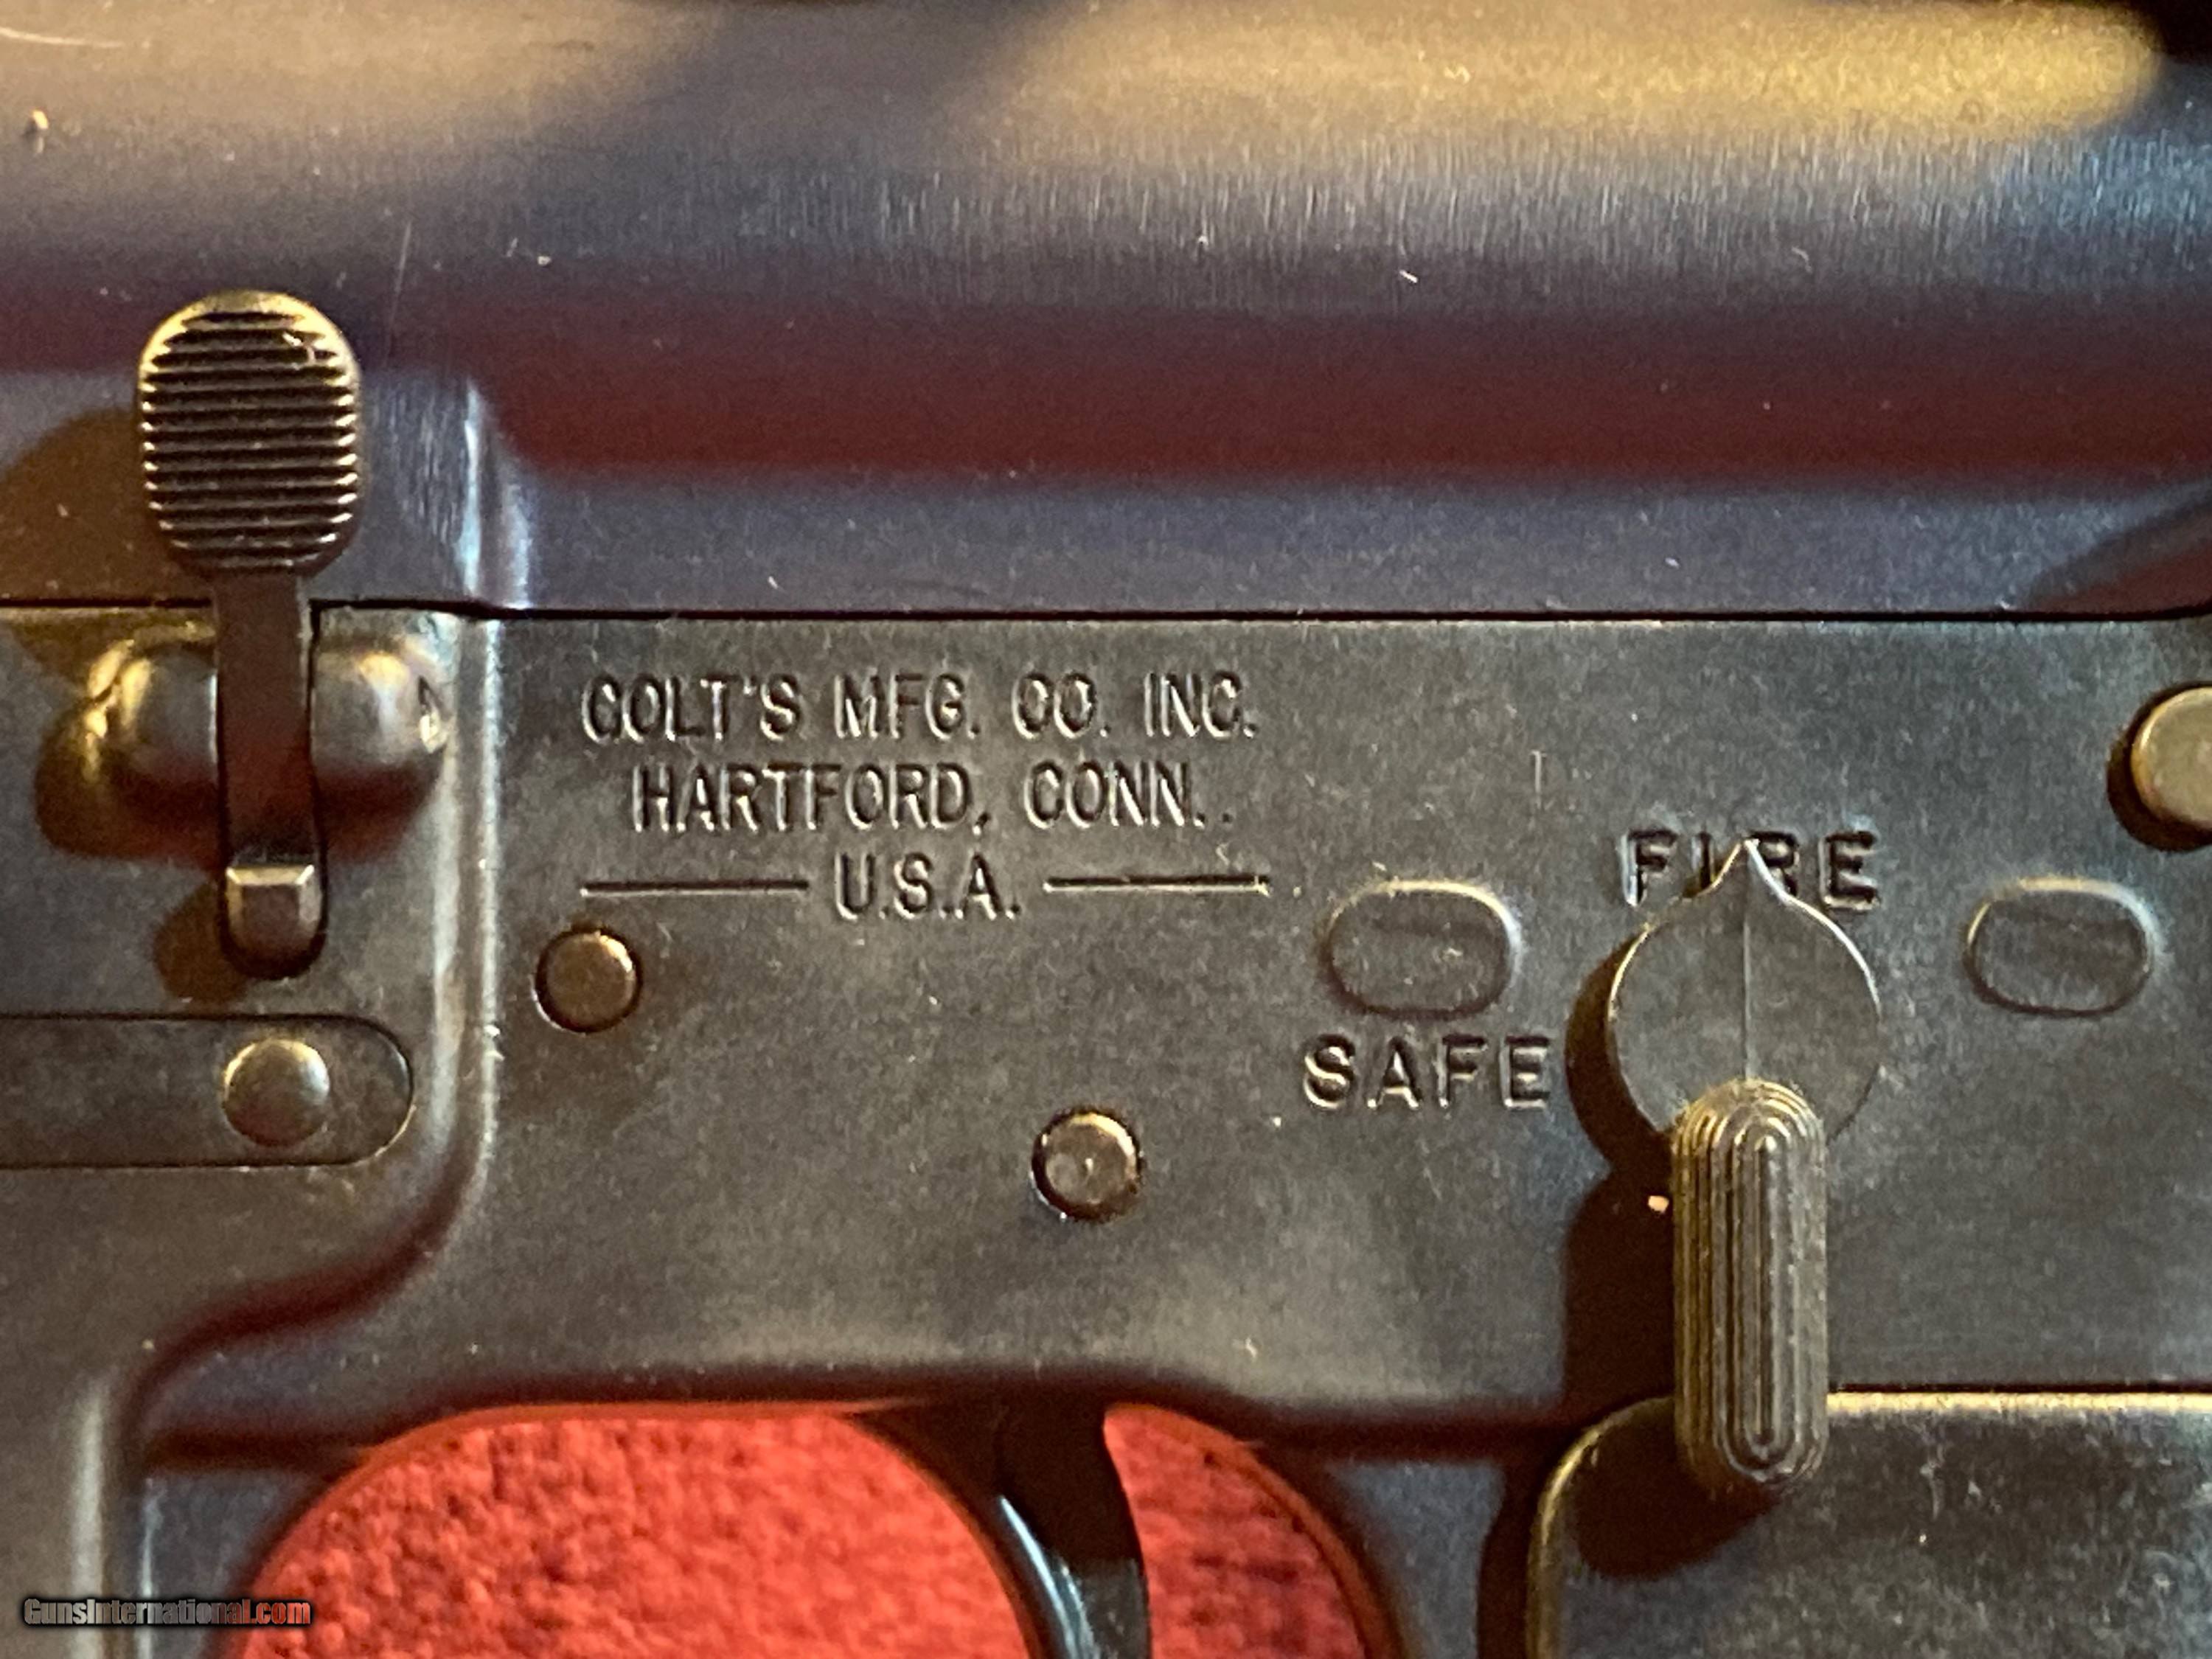 COLT'S MFG. CO. INC.
HARTFORD, CONN..
U.S.A.
FIRE
SAFE
GunsInternational.com